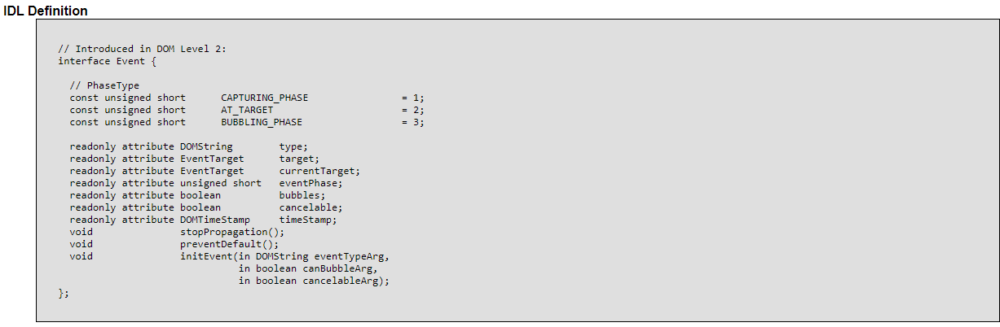 IDL Definition
// Introduced in DOM Level 2:
interface Event {
// PhaseType
const unsigned short      CAPTURING_PHASE                = 1;
const unsigned short      AT_TARGET                      = 2;
const unsigned short      BUBBLING_PHASE                 = 3;
readonly attribute DOMString        type;
readonly attribute EventTarget      target;
readonly attribute EventTarget      currentTarget;
readonly attribute unsigned short   eventPhase;
readonly attribute boolean          bubbles;
readonly attribute boolean          cancelable;
readonly attribute DOMTimeStamp     timeStamp;
void               stopPropagation();
void               preventDefault();
void               initEvent(in DOMString eventTypeArg,
in boolean canBubbleArg,
in boolean cancelableArg);
};